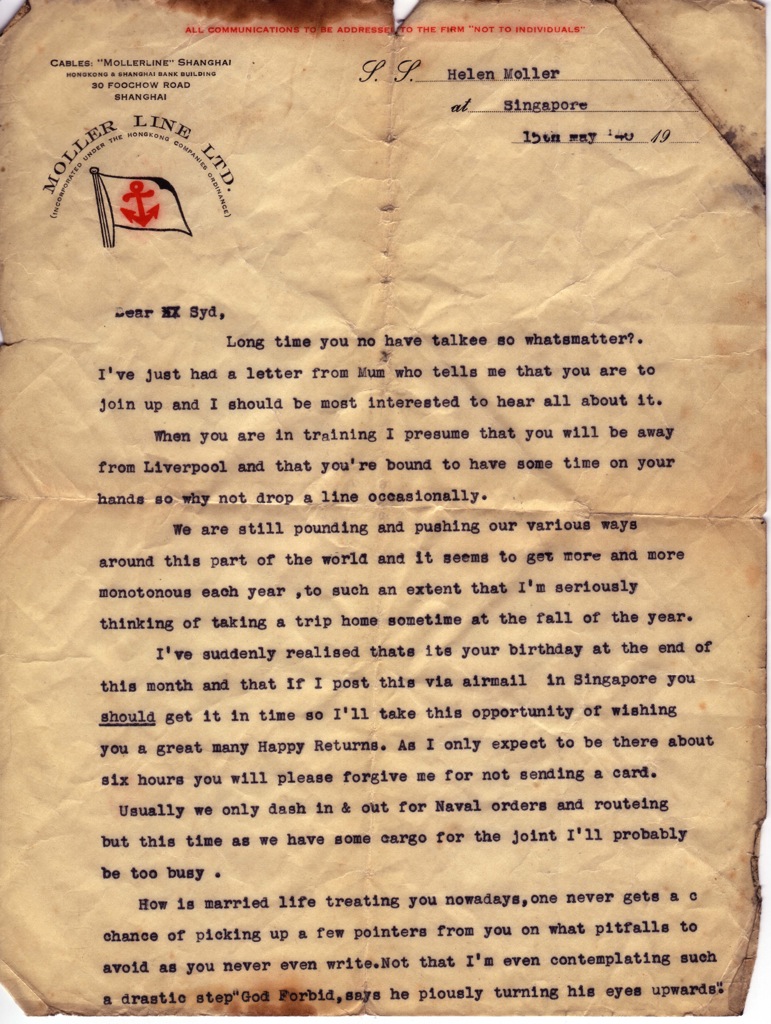 ALL COMMUNICATIONS TO BE ADDRESSED TO THE FIRM "NOT TO INDIVIDUALS"
CABLES: "MOLLERLINE" SHANGHAI
HONGKONG & SHANGHAI BANK BUILDING
30 FOOCHOW ROAD
SHANGHAI
MOLLER LINE LTD.
(INCORPORATED UNDER THE HONGKONG COMPANIES ORDINANCE)
S. S. Helen Moller
at Singapore
15th May '40 19
Dear Syd,
Long time you no have talkee so whatsmatter?.
I've just had a letter from Mum who tells me that you are to
join up and I should be most interested to hear all about it.
When you are in training I presume that you will be away
from Liverpool and that you're bound to have some time on your
hands so why not drop a line occasionally.
We are still pounding and pushing our various ways
around this part of the world and it seems to get more and more
monotonous each year ,to such an extent that I'm seriously
thinking of taking a trip home sometime at the fall of the year.
I've suddenly realised thats its your birthday at the end of
this month and that If I post this via airmail in Singapore you
should get it in time so I'll take this opportunity of wishing
you a great many Happy Returns. As I only expect to be there about
six hours you will please forgive me for not sending a card.
Usually we only dash in & out for Naval orders and routeing
but this time as we have some cargo for the joint I'll probably
be too busy .
How is married life treating you nowadays,one never gets a c
chance of picking up a few pointers from you on what pitfalls to
avoid as you never even write.Not that I'm even contemplating such
a drastic step"God Forbid,says he piously turning his eyes upwards".